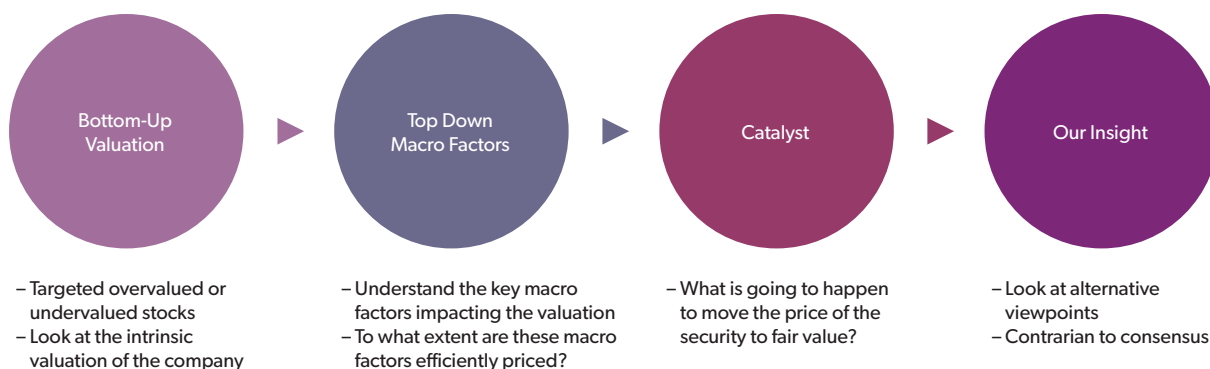 Bottom-Up
Valuation
Top Down
Macro Factors
Catalyst
Our Insight
– Targeted overvalued or
undervalued stocks
– Look at the intrinsic
valuation of the company
– Understand the key macro
factors impacting the valuation
– To what extent are these macro
factors efficiently priced?
– What is going to happen
to move the price of the
security to fair value?
– Look at alternative
viewpoints
– Contrarian to consensus